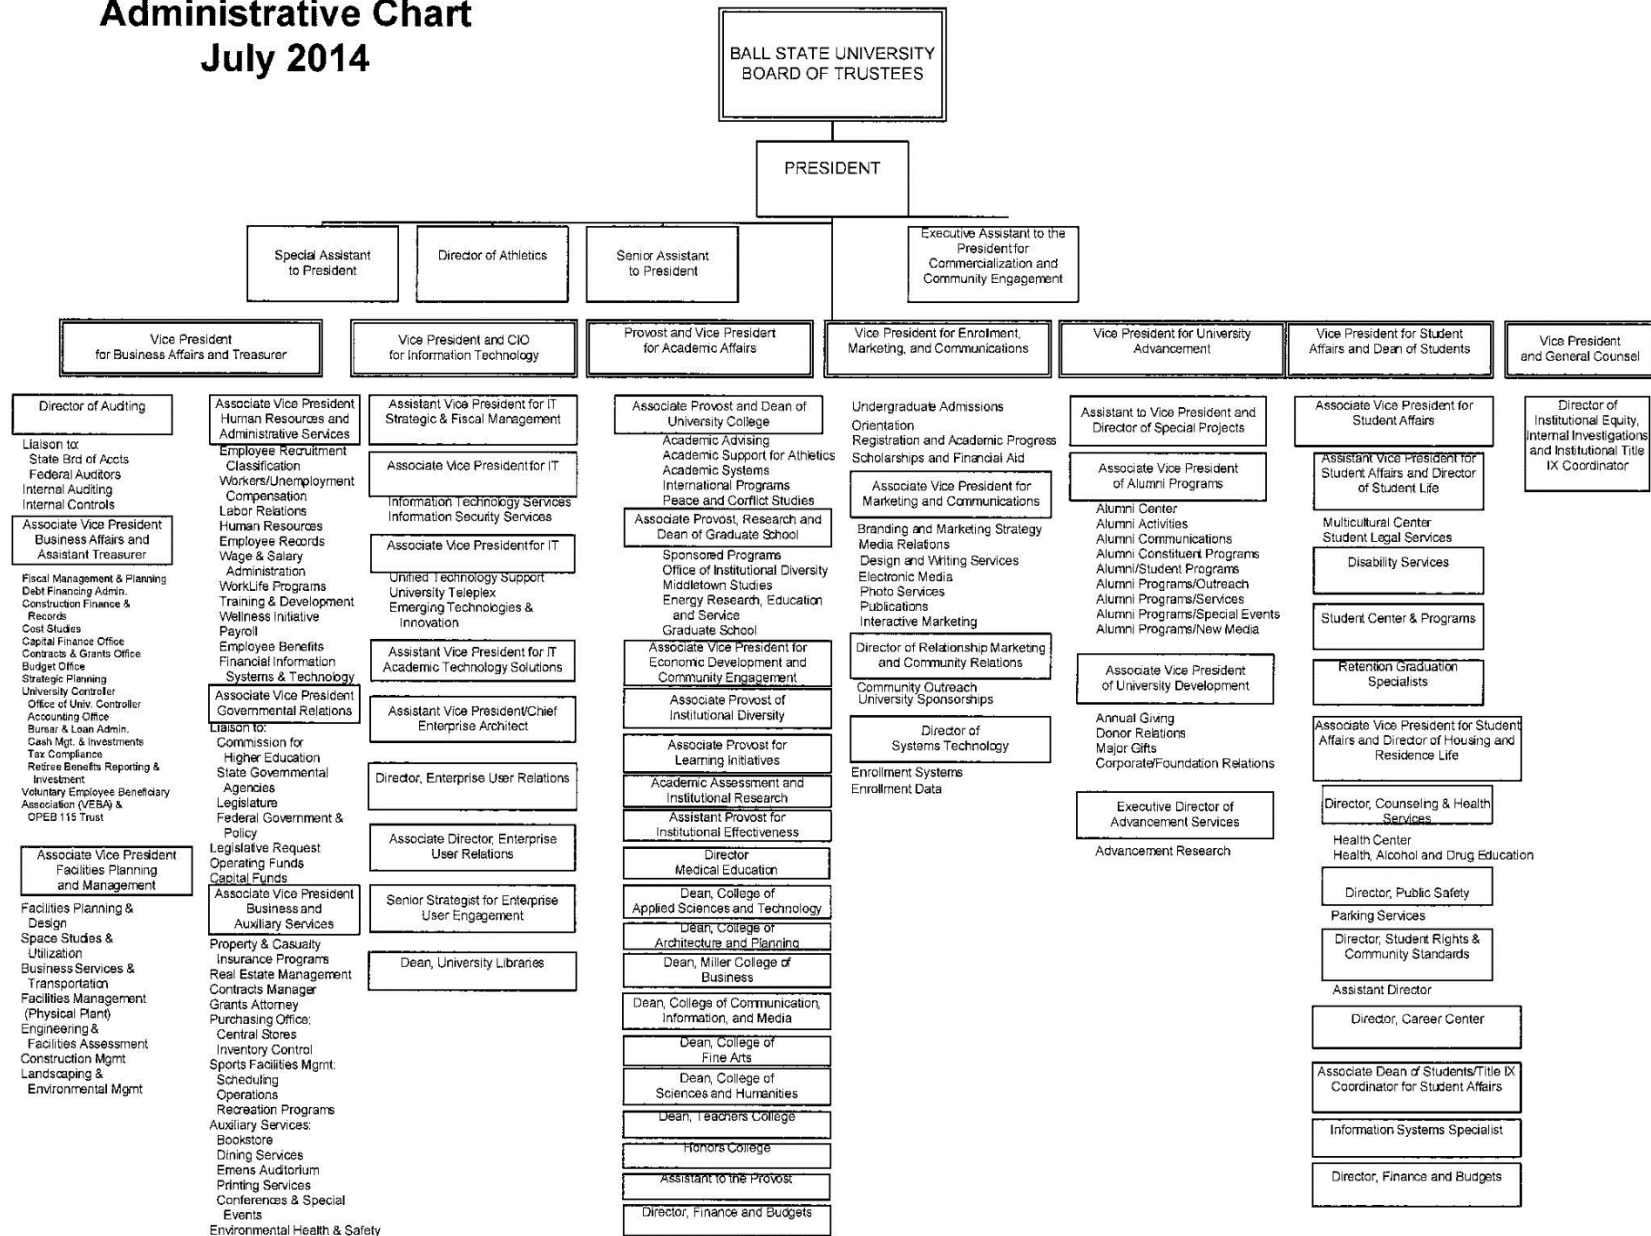 Administrative Chart
July 2014
BALL STATE UNIVERSITY
BOARD OF TRUSTEES
PRESIDENT
Special Assistant
to President
Director of Athletics
Senior Assistant
to President
Executive Assistant to the
President for
Commercialization and
Community Engagement
Vice President
for Business Affairs and Treasurer
Vice President and CIO
for Information Technology
Provost and Vice President
for Academic Affairs
Vice President for Enrollment,
Marketing, and Communications
Vice President for University
Advancement
Vice President for Student
Affairs and Dean of Students
Vice President
and General Counsel
Director of Auditing
Liaison to:
State Brd of Accts
Federal Auditors
Internal Auditing
Internal Controls
Associate Vice President
Business Affairs and
Assistant Treasurer
Fiscal Management & Planning
Debt Financing Admin.
Construction Finance &
Records
Cost Studies
Capital Finance Office
Contracts & Grants Office
Budget Office
Strategic Planning
University Controller
Office of Univ. Controller
Accounting Office
Bursar & Loan Admin.
Cash Mgt. & Investments
Tax Compliance
Retiree Benefits Reporting &
Investment
Voluntary Employee Beneficiary
Association (VEBA) &
OPEB 115 Trust
Associate Vice President
Facilities Planning
and Management
Facilities Planning &
Design
Space Studies &
Utilization
Business Services &
Transportation
Facilities Management
(Physical Plant)
Engineering &
Facilities Assessment
Construction Mgmt
Landscaping &
Environmental Mgmt
Associate Vice President
Human Resources and
Administrative Services
Employee Recruitment
Classification
Workers/Unemployment
Compensation
Labor Relations
Human Resources
Employee Records
Wage & Salary
Administration
WorkLife Programs
Training & Development
Wellness Initiative
Payroll
Employee Benefits
Financial Information
Systems & Technology
Associate Vice President
Governmental Relations
Liaison to:
Commission for
Higher Education
State Governmental
Agencies
Legislature
Federal Government &
Policy
Legislative Request
Operating Funds
Capital Funds
Associate Vice President
Business and
Auxiliary Services
Property & Casualty
Insurance Programs
Real Estate Management
Contracts Manager
Grants Attorney
Purchasing Office:
Central Stores
Inventory Control
Sports Facilities Mgmt:
Scheduling
Operations
Recreation Programs
Auxiliary Services:
Bookstore
Dining Services
Emens Auditorium
Printing Services
Conferences & Special
Events
Environmental Health & Safety
Assistant Vice President for IT
Strategic & Fiscal Management
Associate Vice President for IT
Information Technology Services
Information Security Services
Associate Vice President for IT
Unified Technology Support
University Teleplex
Emerging Technologies &
Innovation
Assistant Vice President for IT
Academic Technology Solutions
Assistant Vice President/Chief
Enterprise Architect
Director, Enterprise User Relations
Associate Director, Enterprise
User Relations
Senior Strategist for Enterprise
User Engagement
Dean, University Libraries
Associate Provost and Dean of
University College
Academic Advising
Academic Support for Athletics
Academic Systems
International Programs
Peace and Conflict Studies
Associate Provost, Research and
Dean of Graduate School
Sponsored Programs
Office of Institutional Diversity
Middletown Studies
Energy Research, Education
and Service
Graduate School
Associate Vice President for
Economic Development and
Community Engagement
Associate Provost of
Institutional Diversity
Associate Provost for
Learning Initiatives
Academic Assessment and
Institutional Research
Assistant Provost for
Institutional Effectiveness
Director
Medical Education
Dean, College of
Applied Sciences and Technology
Dean, College of
Architecture and Planning
Dean, Miller College of
Business
Dean, College of Communication,
Information, and Media
Dean, College of
Fine Arts
Dean, College of
Sciences and Humanities
Dean, Teachers College
Honors College
Assistant to the Provost
Director, Finance and Budgets
Undergraduate Admissions
Orientation
Registration and Academic Progress
Scholarships and Financial Aid
Associate Vice President for
Marketing and Communications
Branding and Marketing Strategy
Media Relations
Design and Writing Services
Electronic Media
Photo Services
Publications
Interactive Marketing
Director of Relationship Marketing
and Community Relations
Community Outreach
University Sponsorships
Director of
Systems Technology
Enrollment Systems
Enrollment Data
Assistant to Vice President and
Director of Special Projects
Associate Vice President
of Alumni Programs
Alumni Center
Alumni Activities
Alumni Communications
Alumni Constituent Programs
Alumni/Student Programs
Alumni Programs/Outreach
Alumni Programs/Services
Alumni Programs/Special Events
Alumni Programs/New Media
Associate Vice President
of University Development
Annual Giving
Donor Relations
Major Gifts
Corporate/Foundation Relations
Executive Director of
Advancement Services
Advancement Research
Associate Vice President for
Student Affairs
Assistant Vice President for
Student Affairs and Director
of Student Life
Multicultural Center
Student Legal Services
Disability Services
Student Center & Programs
Retention Graduation
Specialists
Associate Vice President for Student
Affairs and Director of Housing and
Residence Life
Director, Counseling & Health
Services
Health Center
Health, Alcohol and Drug Education
Director, Public Safety
Parking Services
Director, Student Rights &
Community Standards
Assistant Director
Director, Career Center
Associate Dean of Students/Title IX
Coordinator for Student Affairs
Information Systems Specialist
Director, Finance and Budgets
Director of
Institutional Equity,
Internal Investigations
and Institutional Title
IX Coordinator